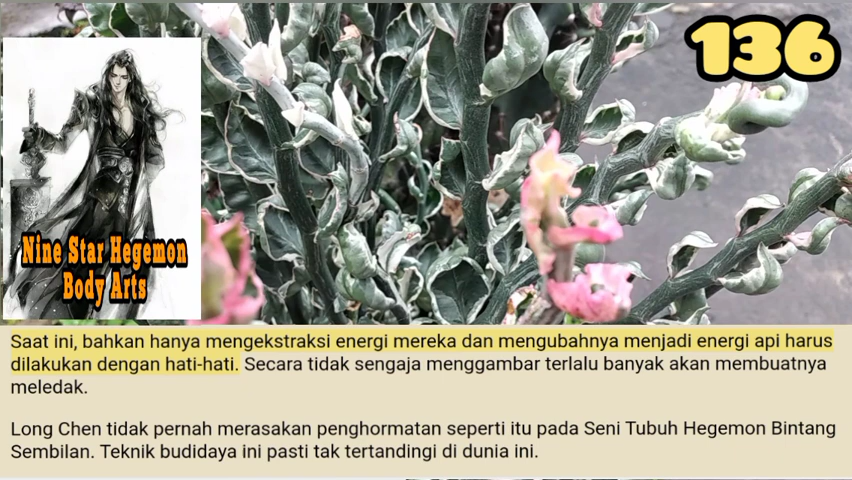 136
Nine Star Hegemon
Body Arts
Saat ini, bahkan hanya mengekstraksi energi mereka dan mengubahnya menjadi energi api harus
dilakukan dengan hati-hati. Secara tidak sengaja menggambar terlalu banyak akan membuatnya
meledak.
Long Chen tidak pernah merasakan penghormatan seperti itu pada Seni Tubuh Hegemon Bintang
Sembilan. Teknik budidaya ini pasti tak tertandingi di dunia ini.